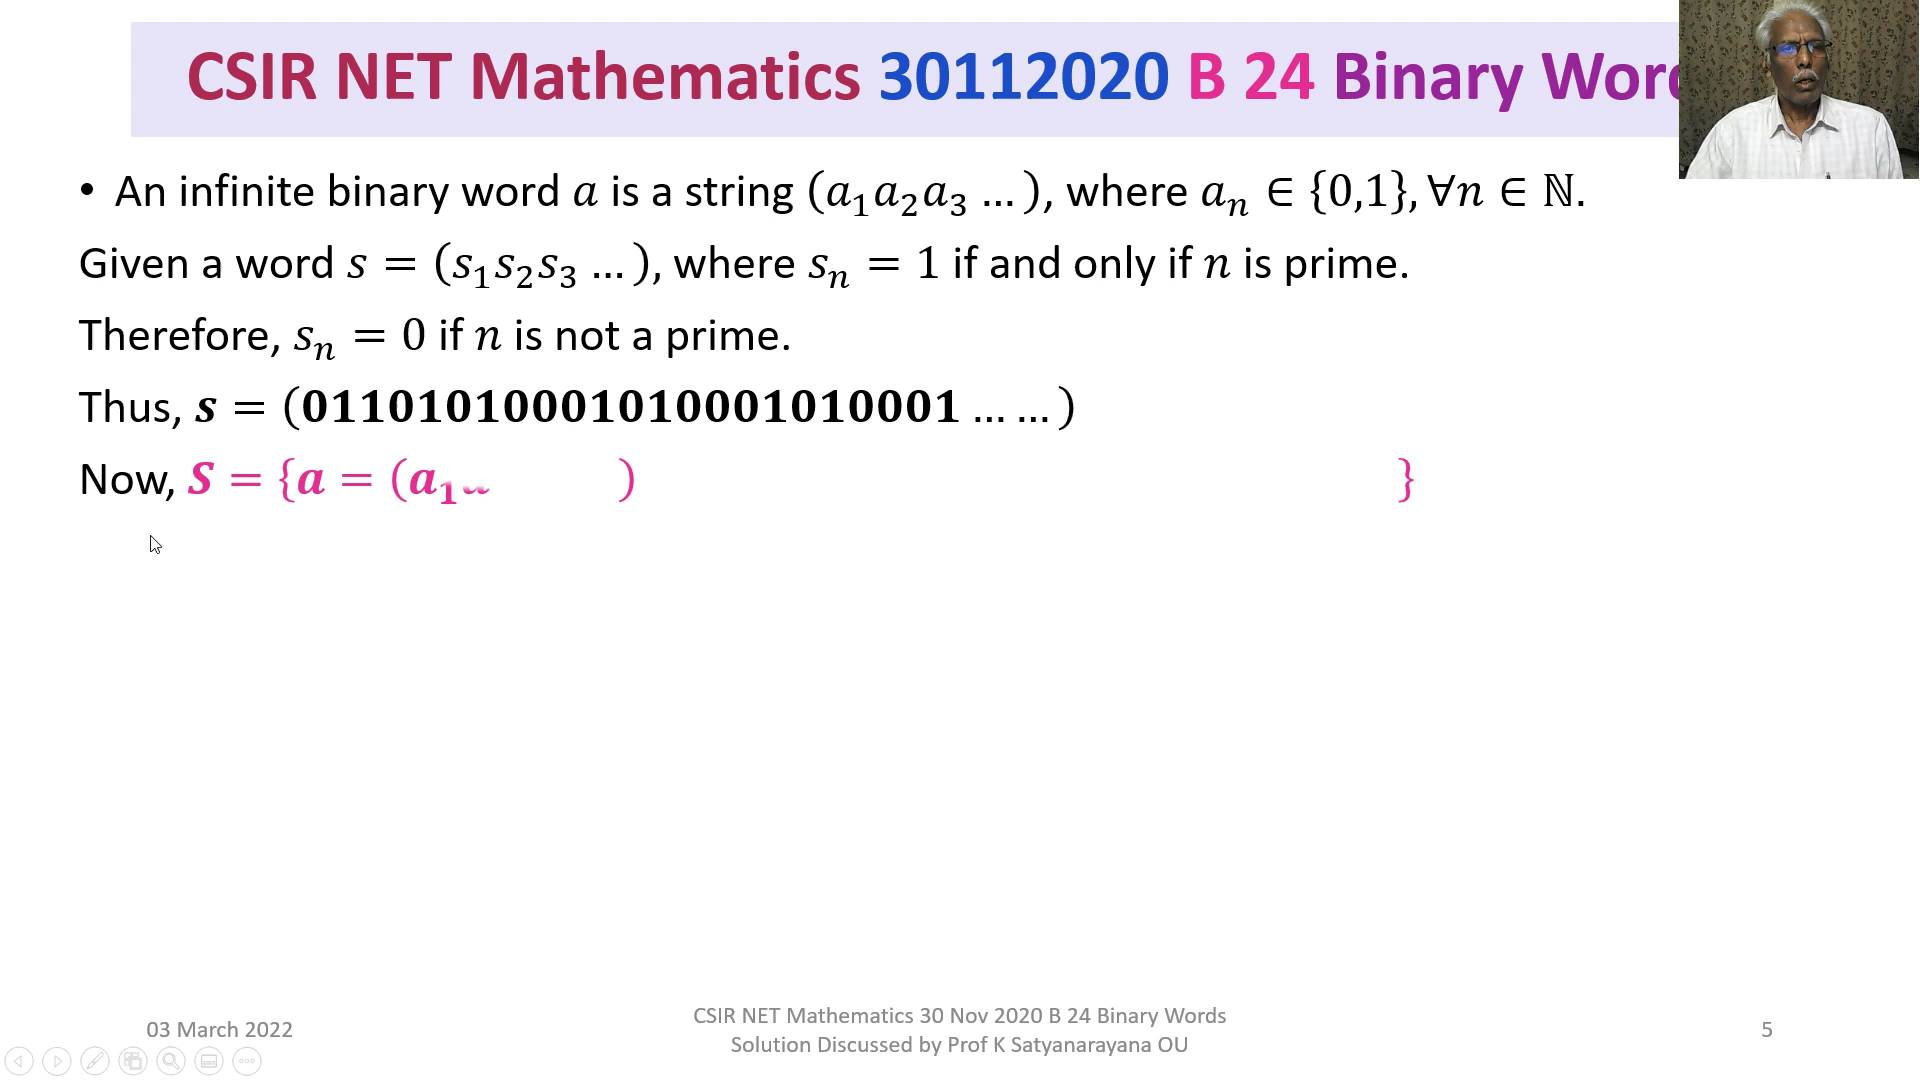 CSIR NET Mathematics 30112020 B 24 Binary
• An infinite binary word 𝑎 is a string (𝑎₁𝑎₂𝑎₃ … ), where 𝑎ₙ ∈ {0,1}, ∀𝑛 ∈ ℕ.
Given a word 𝑠 = (𝑠₁𝑠₂𝑠₃ … ), where 𝑠ₙ = 1 if and only if 𝑛 is prime.
Therefore, 𝑠ₙ = 0 if 𝑛 is not a prime.
Thus, 𝒔 = (01101010001010001010001 … … )
Now, 𝑺 = {𝒂 = (𝒂₁ ) }
03 March 2022
CSIR NET Mathematics 30 Nov 2020 B 24 Binary Words
Solution Discussed by Prof K Satyanarayana OU
5